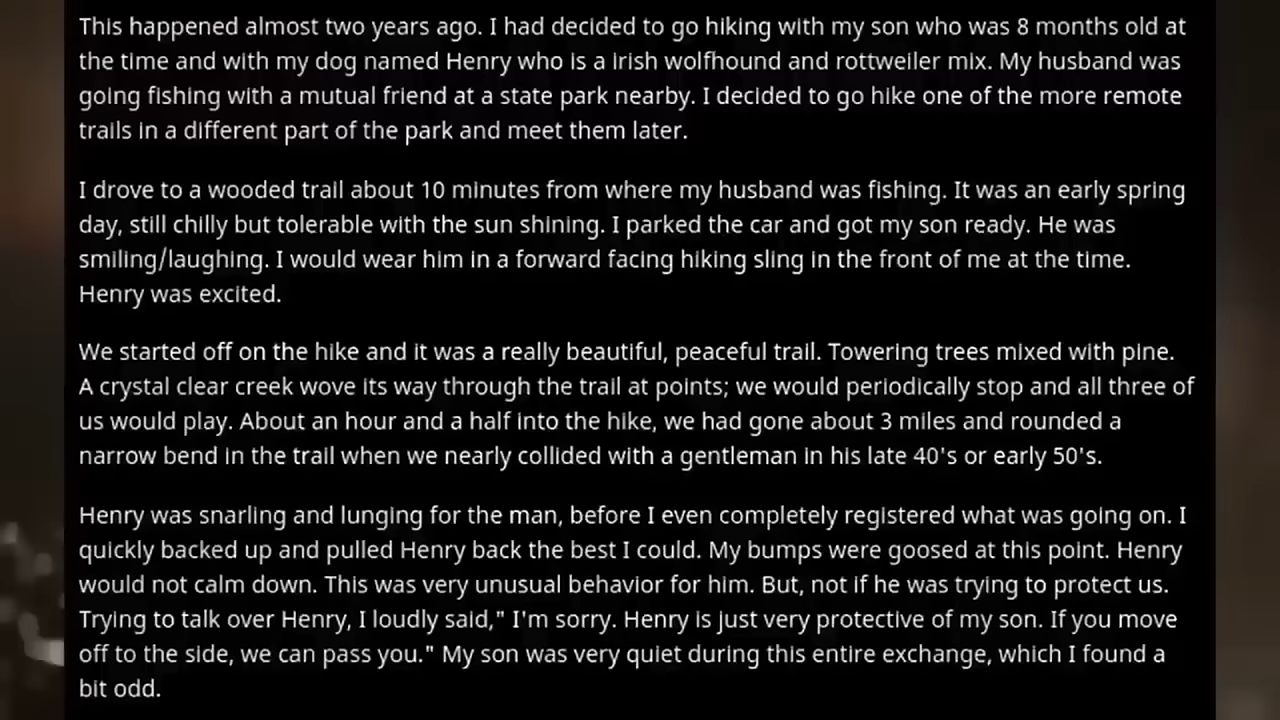 This happened almost two years ago. I had decided to go hiking with my son who was 8 months old at
the time and with my dog named Henry who is a Irish wolfhound and rottweiler mix. My husband was
going fishing with a mutual friend at a state park nearby. I decided to go hike one of the more remote
trails in a different part of the park and meet them later.
I drove to a wooded trail about 10 minutes from where my husband was fishing. It was an early spring
day, still chilly but tolerable with the sun shining. I parked the car and got my son ready. He was
smiling/laughing. I would wear him in a forward facing hiking sling in the front of me at the time.
Henry was excited.
We started off on the hike and it was a really beautiful, peaceful trail. Towering trees mixed with pine.
A crystal clear creek wove its way through the trail at points; we would periodically stop and all three of
us would play. About an hour and a half into the hike, we had gone about 3 miles and rounded a
narrow bend in the trail when we nearly collided with a gentleman in his late 40's or early 50's.
Henry was snarling and lunging for the man, before I even completely registered what was going on. I
quickly backed up and pulled Henry back the best I could. My bumps were goosed at this point. Henry
would not calm down. This was very unusual behavior for him. But, not if he was trying to protect us.
Trying to talk over Henry, I loudly said," I'm sorry. Henry is just very protective of my son. If you move
off to the side, we can pass you." My son was very quiet during this entire exchange, which I found a
bit odd.